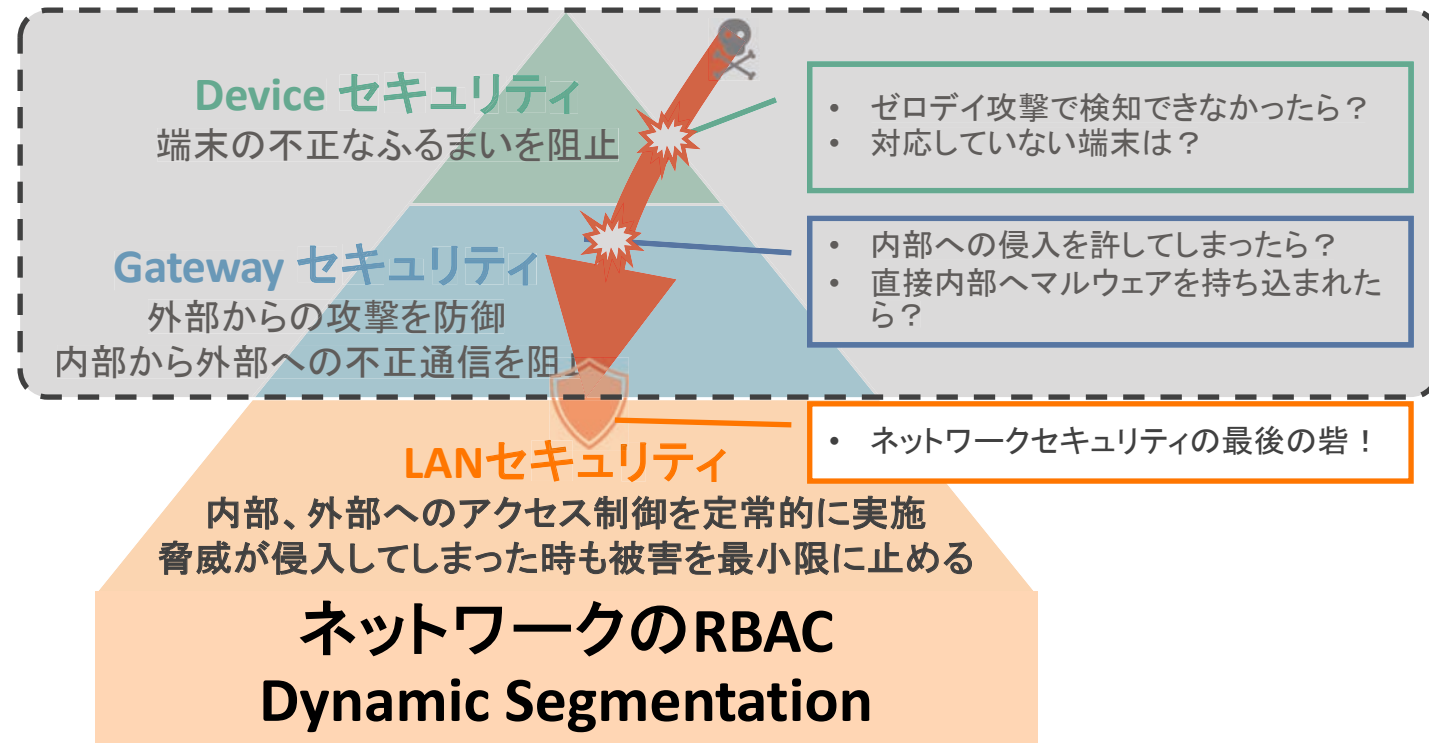 Device セキュリティ
端末の不正なふるまいを阻止
• ゼロデイ攻撃で検知できなかったら？
• 対応していない端末は？
Gateway セキュリティ
外部からの攻撃を防御
内部から外部への不正通信を阻止
• 内部への侵入を許してしまったら？
• 直接内部へマルウェアを持ち込まれた
ら？
• ネットワークセキュリティの最後の砦！
LANセキュリティ
内部、外部へのアクセス制御を定常的に実施
脅威が侵入してしまった時も被害を最小限に止める
ネットワークのRBAC
Dynamic Segmentation